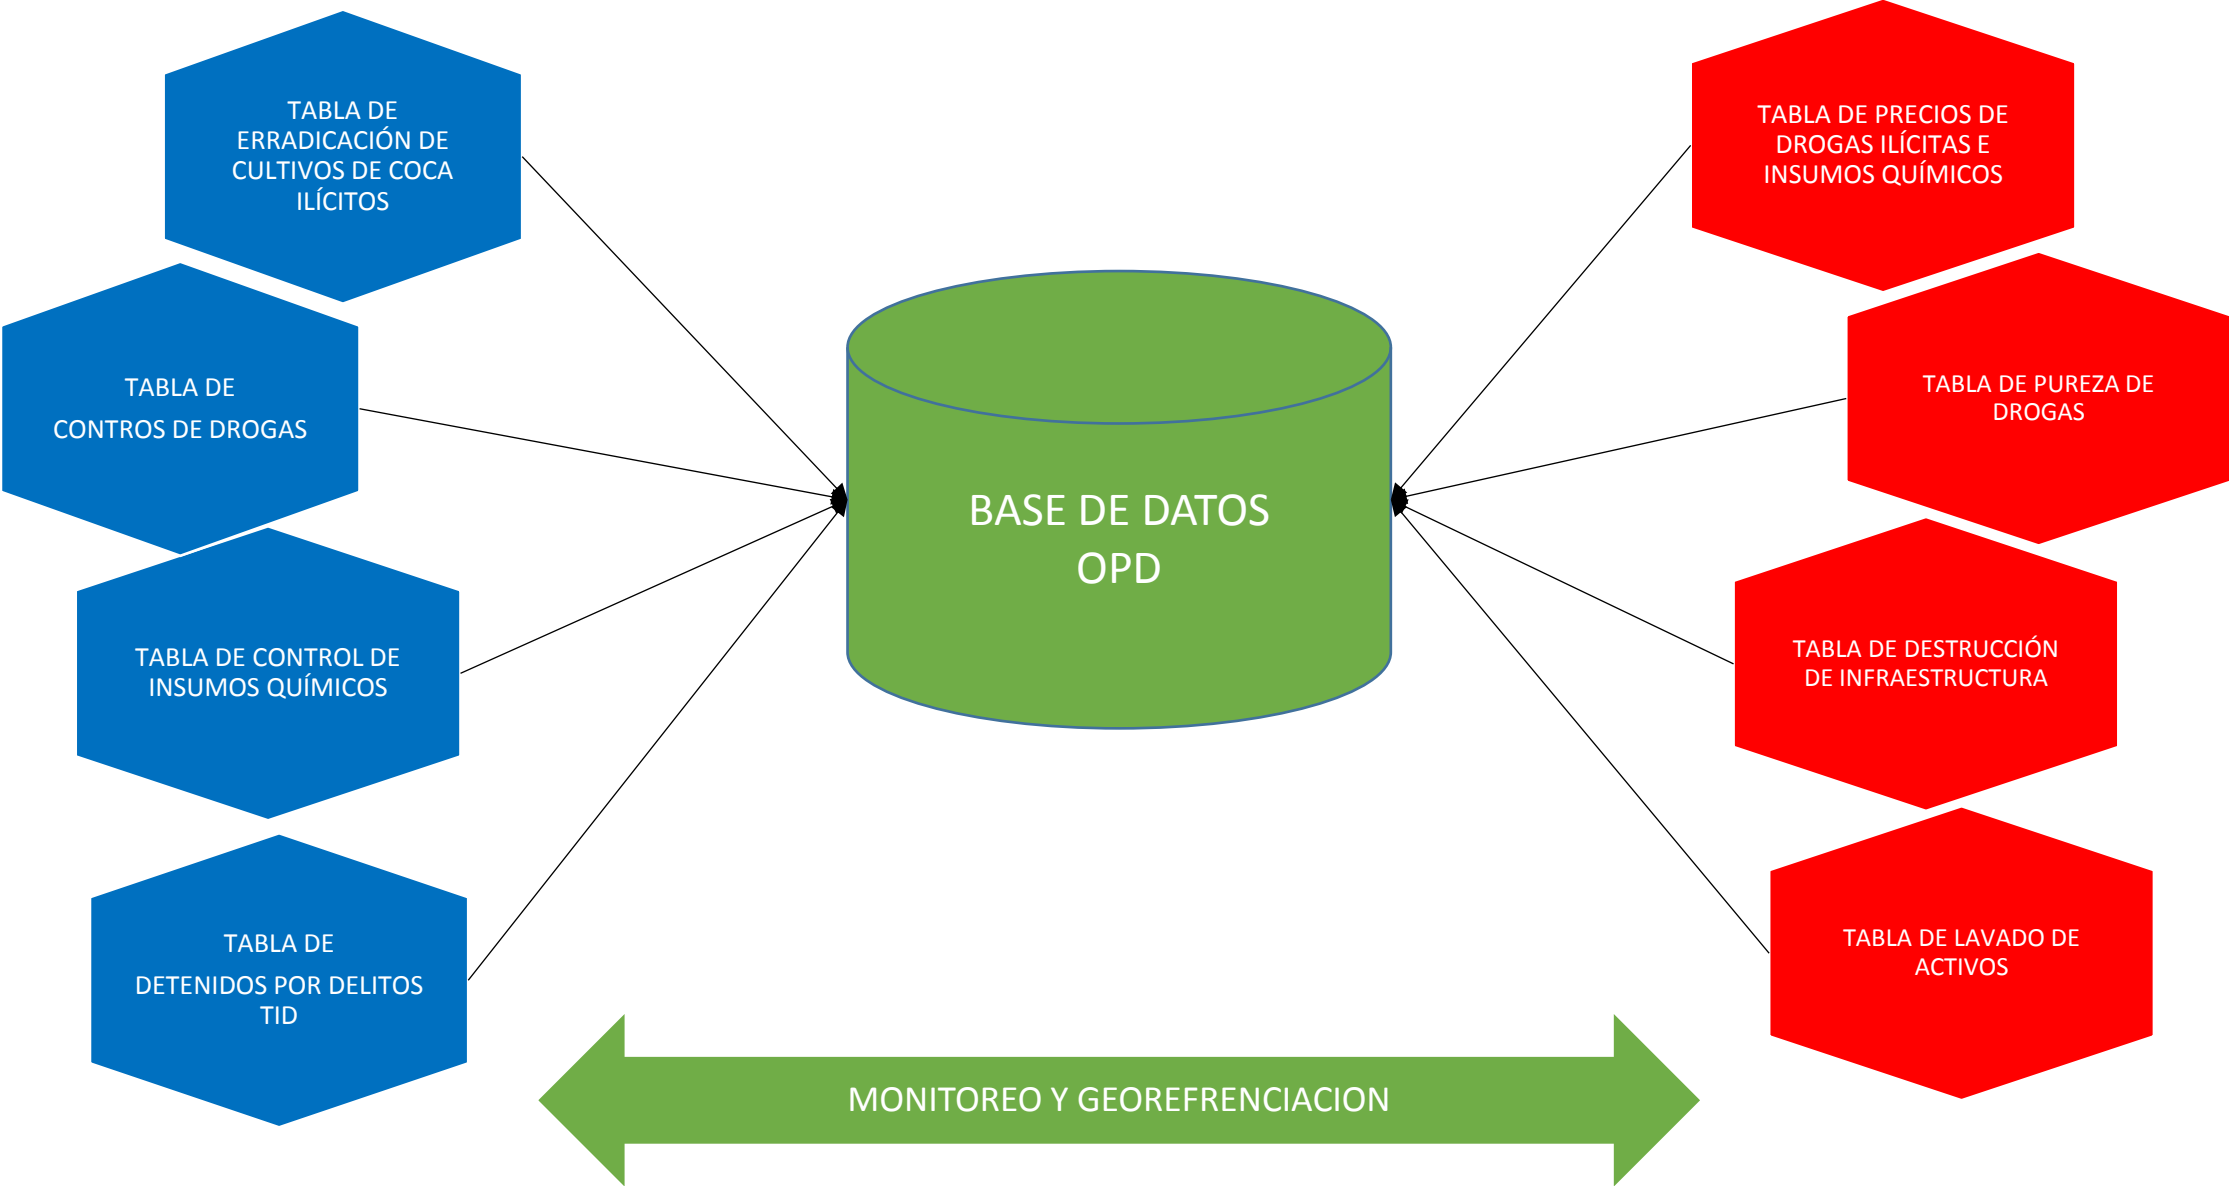 TABLA DE
ERRADICACIÓN DE
CULTIVOS DE COCA
ILÍCITOS
TABLA DE
CONTROS DE DROGAS
TABLA DE CONTROL DE
INSUMOS QUÍMICOS
TABLA DE
DETENIDOS POR DELITOS
TID
BASE DE DATOS
OPD
TABLA DE PRECIOS DE
DROGAS ILÍCITAS E
INSUMOS QUÍMICOS
TABLA DE PUREZA DE
DROGAS
TABLA DE DESTRUCCIÓN
DE INFRAESTRUCTURA
TABLA DE LAVADO DE
ACTIVOS
MONITOREO Y GEOREFRENCIACION